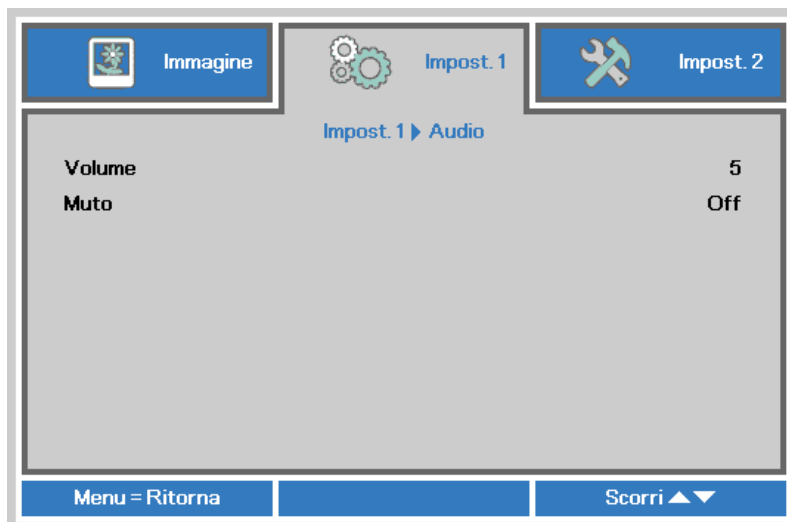 Immagine
Impost. 1
Impost. 2
Impost. 1 ▶ Audio
Volume 5
Muto Off
Menu = Ritorna
Scorri ▲▼